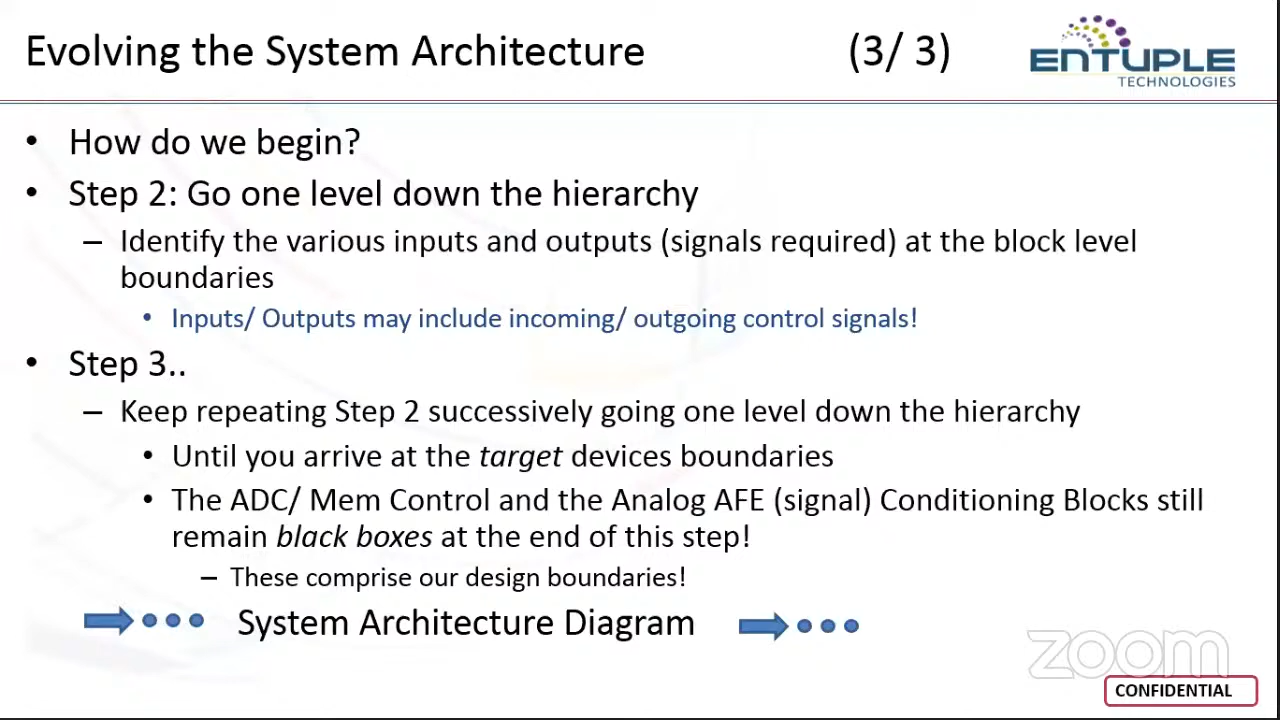 Evolving the System Architecture (3/ 3)
ENTUPLE
TECHNOLOGIES
• How do we begin?
• Step 2: Go one level down the hierarchy
– Identify the various inputs and outputs (signals required) at the block level
boundaries
• Inputs/ Outputs may include incoming/ outgoing control signals!
• Step 3..
– Keep repeating Step 2 successively going one level down the hierarchy
• Until you arrive at the target devices boundaries
• The ADC/ Mem Control and the Analog AFE (signal) Conditioning Blocks still
remain black boxes at the end of this step!
– These comprise our design boundaries!
System Architecture Diagram
zoom
CONFIDENTIAL